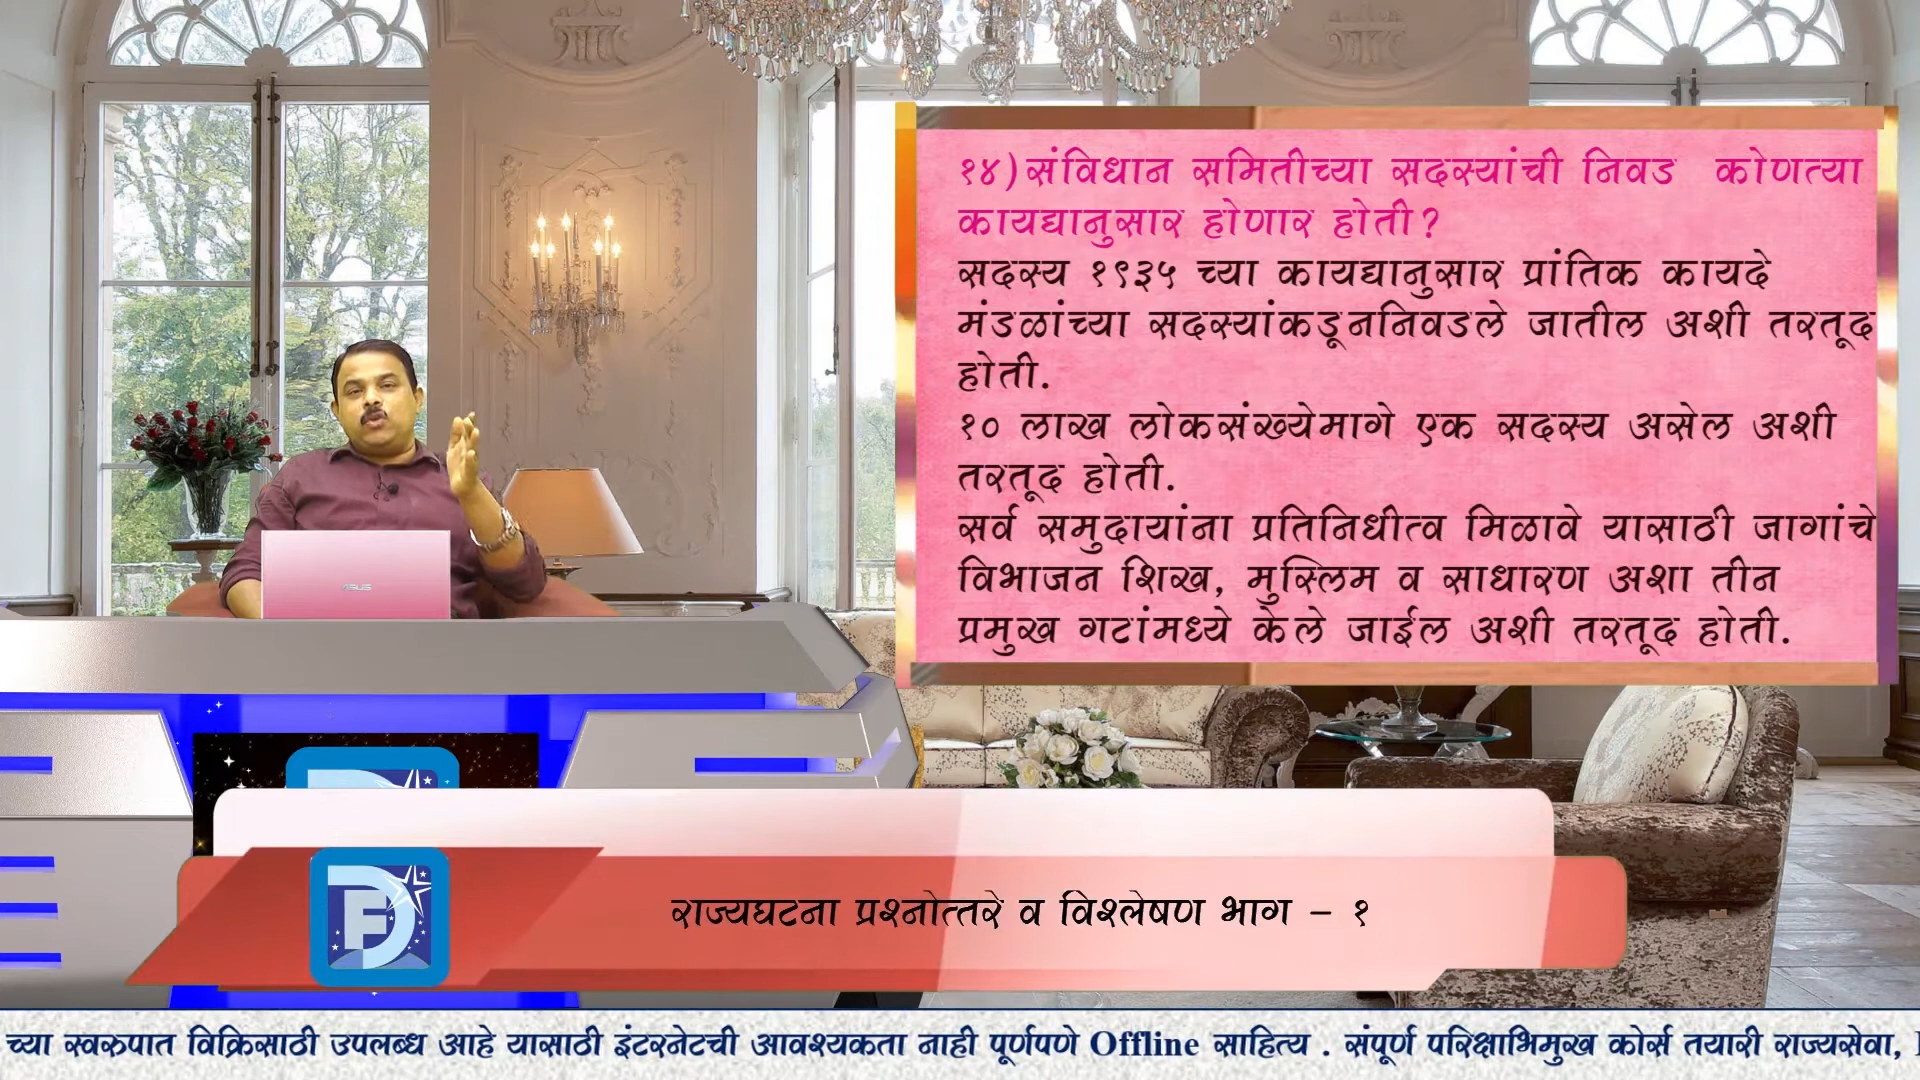 १४)संविधान समितीच्या सदस्यांची निवड कोणत्या
कायद्यानुसार होणार होती?
सदस्य १९३५ च्या कायद्यानुसार प्रांतिक कायदे
मंडळांच्या सदस्यांकडूननिवडले जातील अशी तरतूद
होती.
१० लाख लोकसंख्येमागे एक सदस्य असेल अशी
तरतूद होती.
सर्व समुदायांना प्रतिनिधीत्व मिळावे यासाठी जागांचे
विभाजन शिख, मुस्लिम व साधारण अशा तीन
प्रमुख गटांमध्ये केले जाईल अशी तरतूद होती.
ASUS
राज्यघटना प्रश्नोत्तरे व विश्लेषण भाग – १
च्या स्वरुपात विक्रिसाठी उपलब्ध आहे यासाठी इंटरनेटची आवश्यकता नाही पूर्णपणे Offline साहित्य . संपूर्ण परिक्षाभिमुख कोर्स तयारी राज्यसेवा,